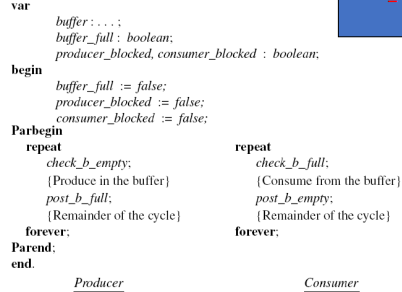 var
buffer : . . . ;
buffer_full : boolean;
producer_blocked, consumer_blocked : boolean;
begin
buffer_full := false;
producer_blocked := false;
consumer_blocked := false;
Parbegin
repeat
check_b_empty;
{Produce in the buffer}
post_b_full;
{Remainder of the cycle}
forever;
repeat
check_b_full;
{Consume from the buffer}
post_b_empty;
{Remainder of the cycle}
forever;
Parend;
end.
Producer
Consumer